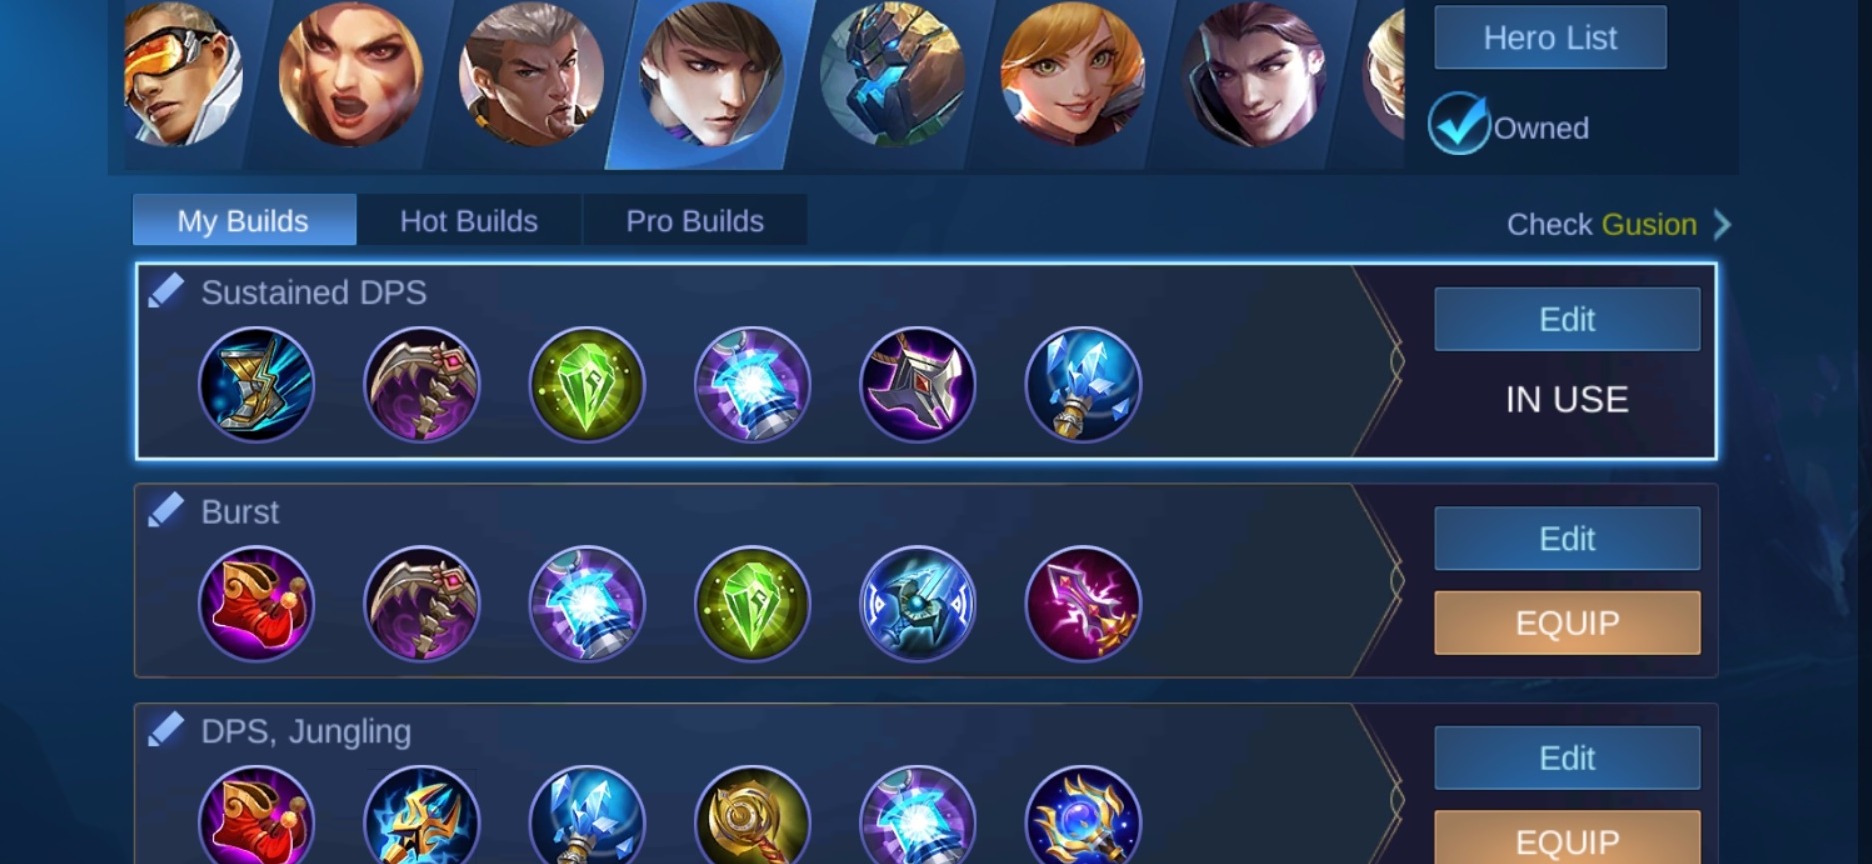 Hero List
Owned
My Builds
Hot Builds
Pro Builds
Check Gusion
Sustained DPS
Edit
IN USE
Burst
Edit
EQUIP
DPS, Jungling
Edit
EQUIP